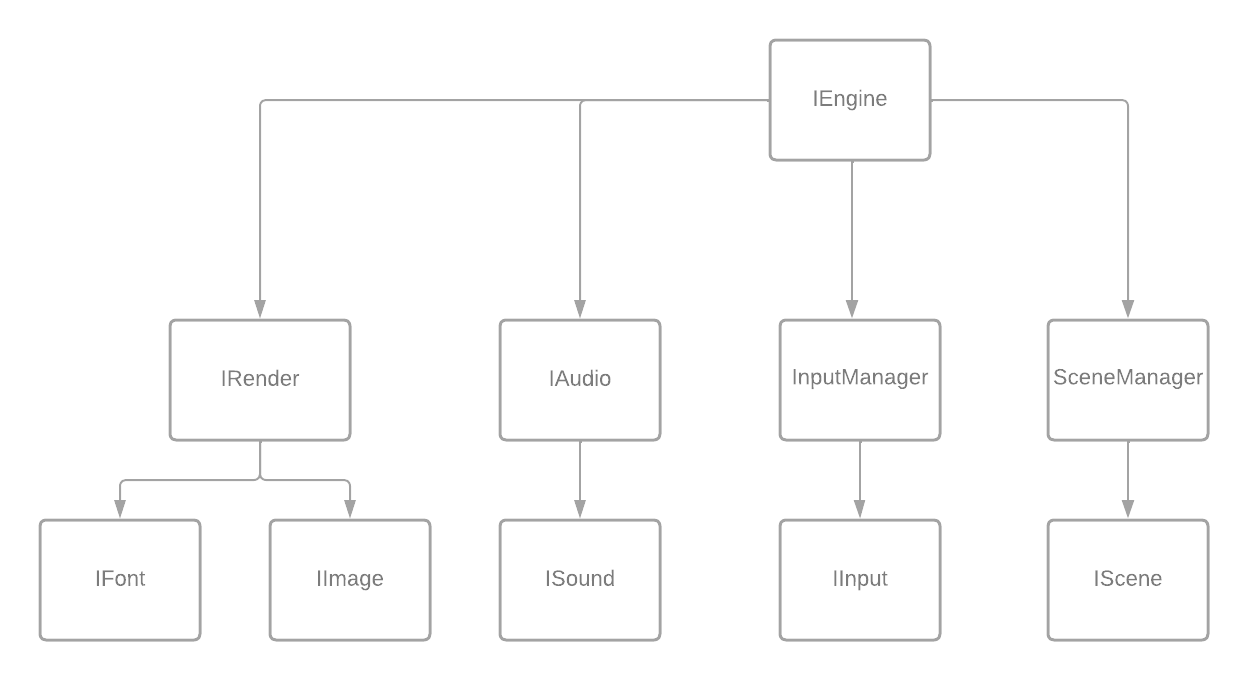 IEngine
IRender
IAudio
InputManager
SceneManager
IFont
IImage
ISound
IInput
IScene